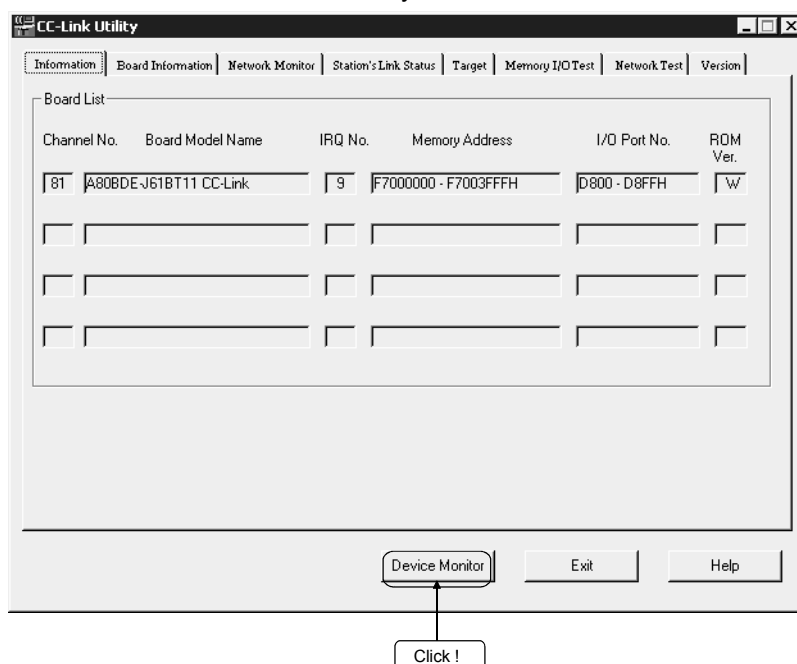 CC-Link Utility
Information Board Information Network Monitor Station's Link Status Target Memory I/O Test Network Test Version
Board List
Channel No. Board Model Name IRQ No. Memory Address I/O Port No. ROM Ver.
81 A80BDE-J61BT11 CC-Link 9 F7000000 - F7003FFFH D800 - D8FFH W
Device Monitor Exit Help
Click !